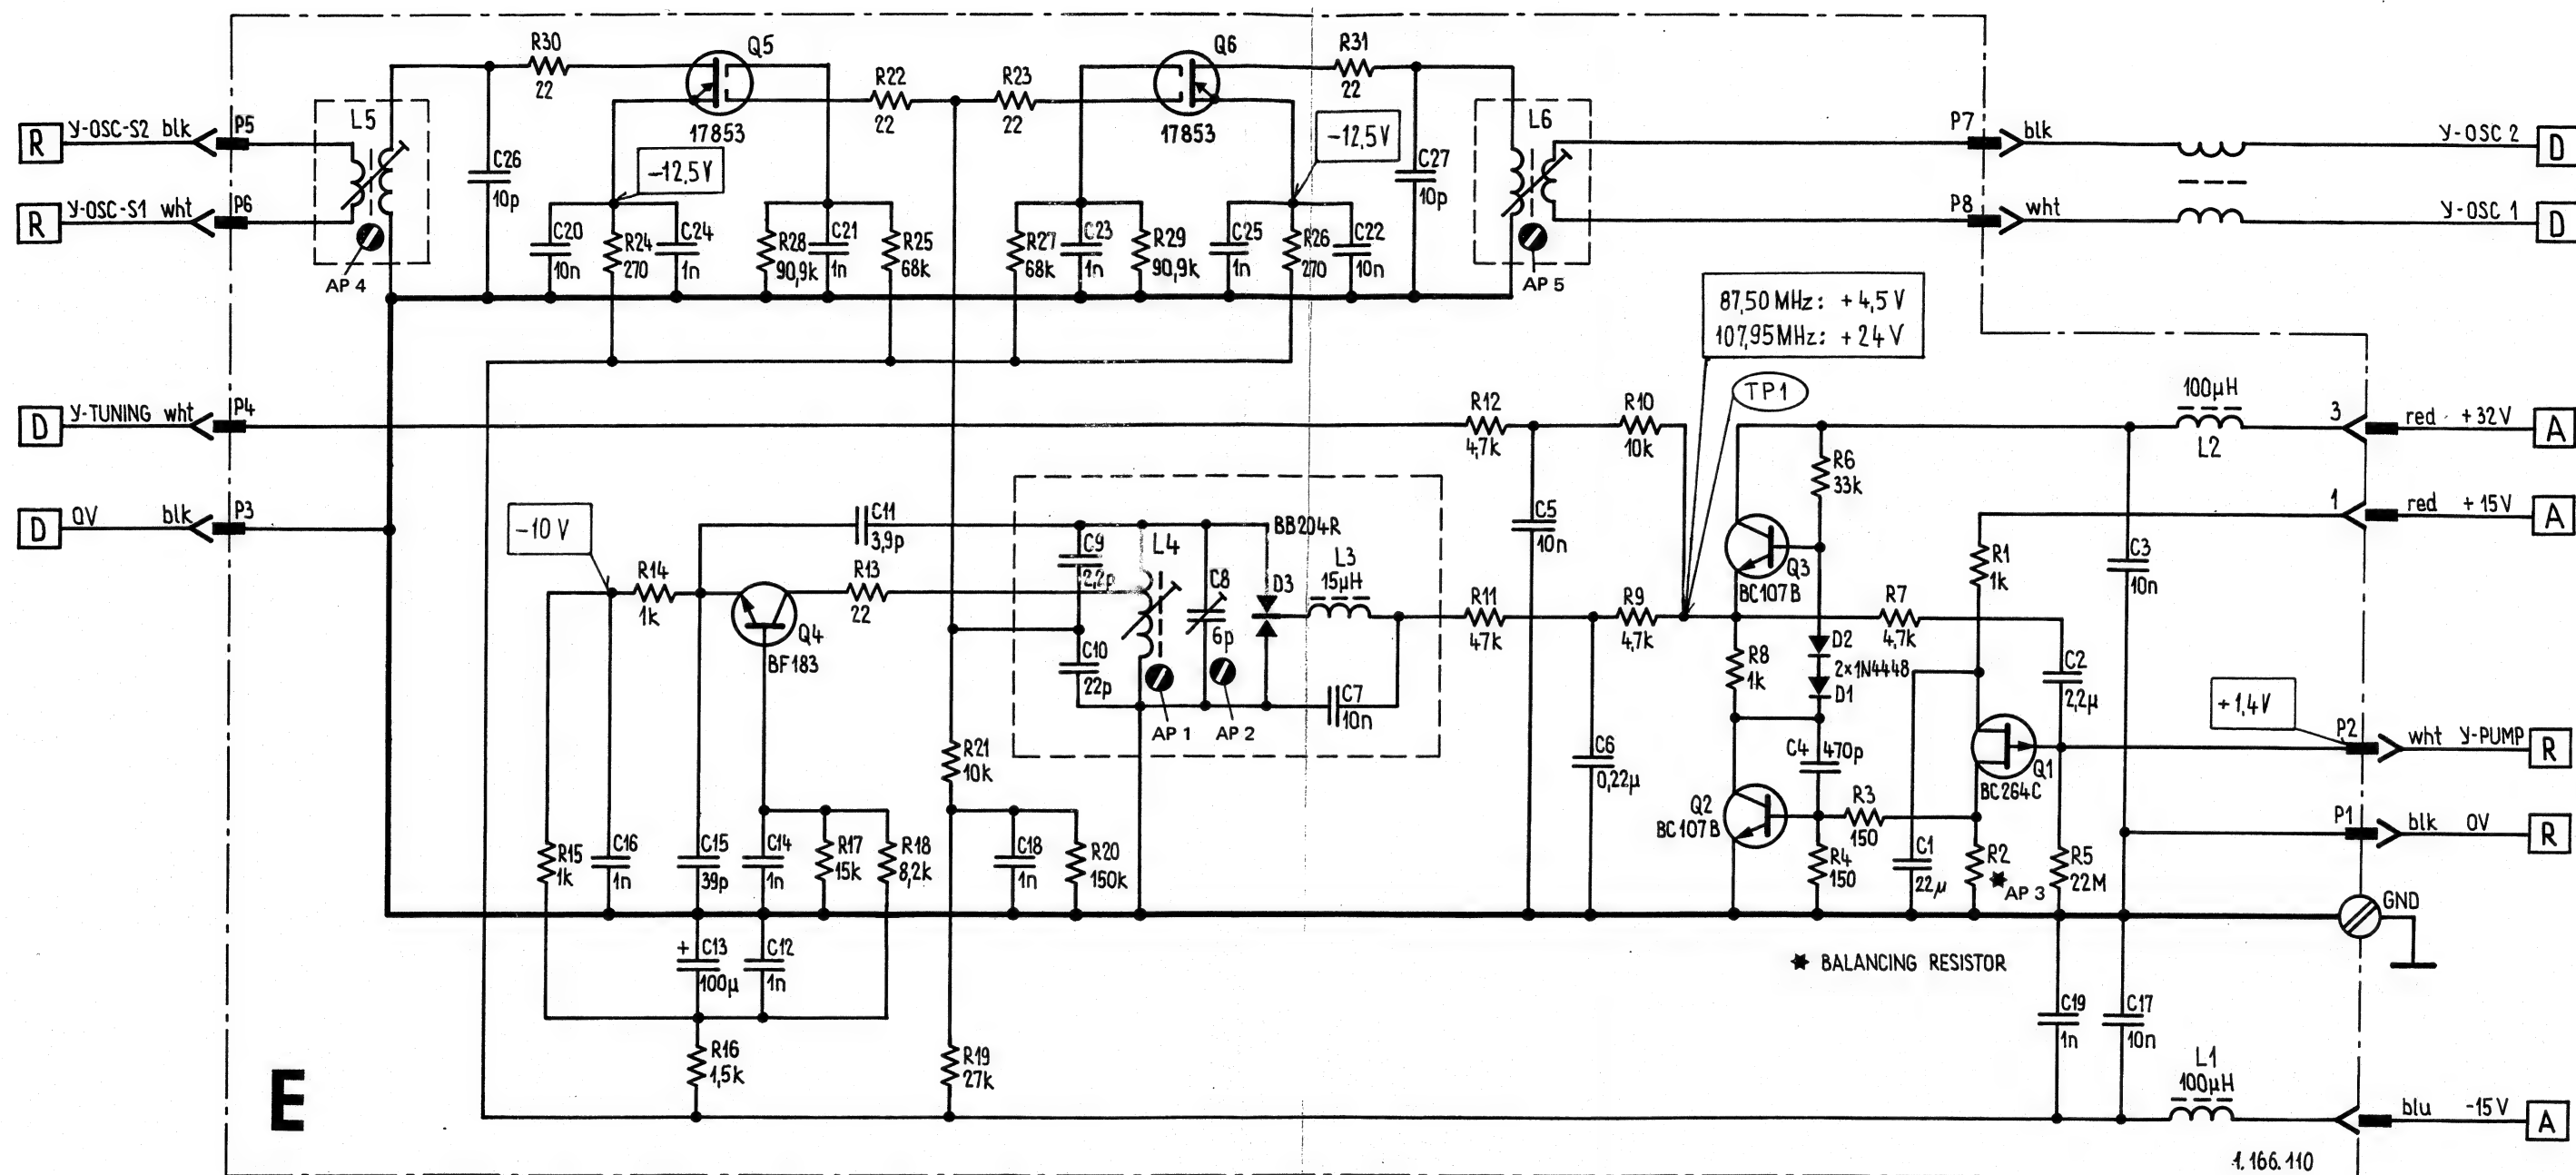 R30
22
Q5
17853
R22
22
R23
22
Q6
17853
R31
22
R
Y-OSC-S2 blk
P5
R
Y-OSC-S1 wht
P6
L5
AP 4
C26
10p
-12,5V
C20
10n
R24
270
C24
1n
R28
90,9k
C21
1n
R25
68k
R27
68k
C23
1n
R29
90,9k
C25
1n
R26
270
C22
10n
-12,5V
C27
10p
L6
AP 5
P7
blk
Y-OSC 2
D
P8
wht
Y-OSC 1
D
87,50 MHz: +4,5 V
107,95 MHz: +24 V
TP1
D
Y-TUNING wht
P4
R12
4,7k
R10
10k
100µH
L2
3
red +32V
A
D
0V blk
P3
-10 V
R14
1k
C11
3,9p
R13
22
Q4
BF183
C9
2,2p
L4
C8
6p
BB204R
D3
L3
15µH
C10
22p
AP 1
AP 2
C7
10n
R11
47k
C5
10n
R9
4,7k
C6
0,22µ
R6
33k
Q3
BC107B
R7
4,7k
R8
1k
D2
2×1N4448
D1
C4
470p
R1
1k
C2
2,2µ
C3
10n
1
red +15V
A
+1,4V
P2
wht Y-PUMP
R
Q1
BC264C
Q2
BC107B
R3
150
R4
150
C1
22µ
R2
★ AP 3
R5
22M
P1
blk 0V
R
GND
R15
1k
C16
1n
C15
39p
C14
1n
R17
15k
R18
8,2k
R21
10k
C18
1n
R20
150k
+ C13
100µ
C12
1n
R16
1,5k
R19
27k
★ BALANCING RESISTOR
C19
1n
C17
10n
L1
100µH
blu -15V
A
E
1.166.110